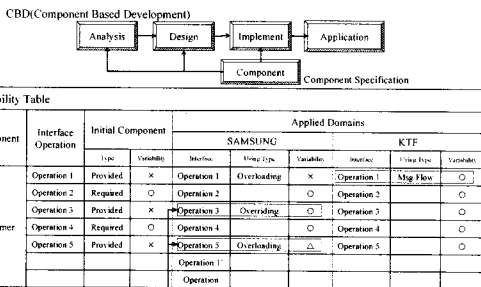 CBD(Component Based Development)
Analysis Design Implement Application
Component
Component Specification
bility Table
onent Interface Operation Initial Component Applied Domains
SAMSUNG KTF
Type Variability Interface Using Type Variability Interface Using Type Variability
Operation 1 Provided × Operation 1 Overloading × Operation 1 Msg Flow ○
Operation 2 Required ○ Operation 2 ○ Operation 2 ○
Operation 3 Provided × Operation 3 Overriding ○ Operation 3 ○
mer Operation 4 Required ○ Operation 4 ○ Operation 4 ○
Operation 5 Provided × Operation 5 Overloading △ Operation 5 ○
Operation 1'
Operation